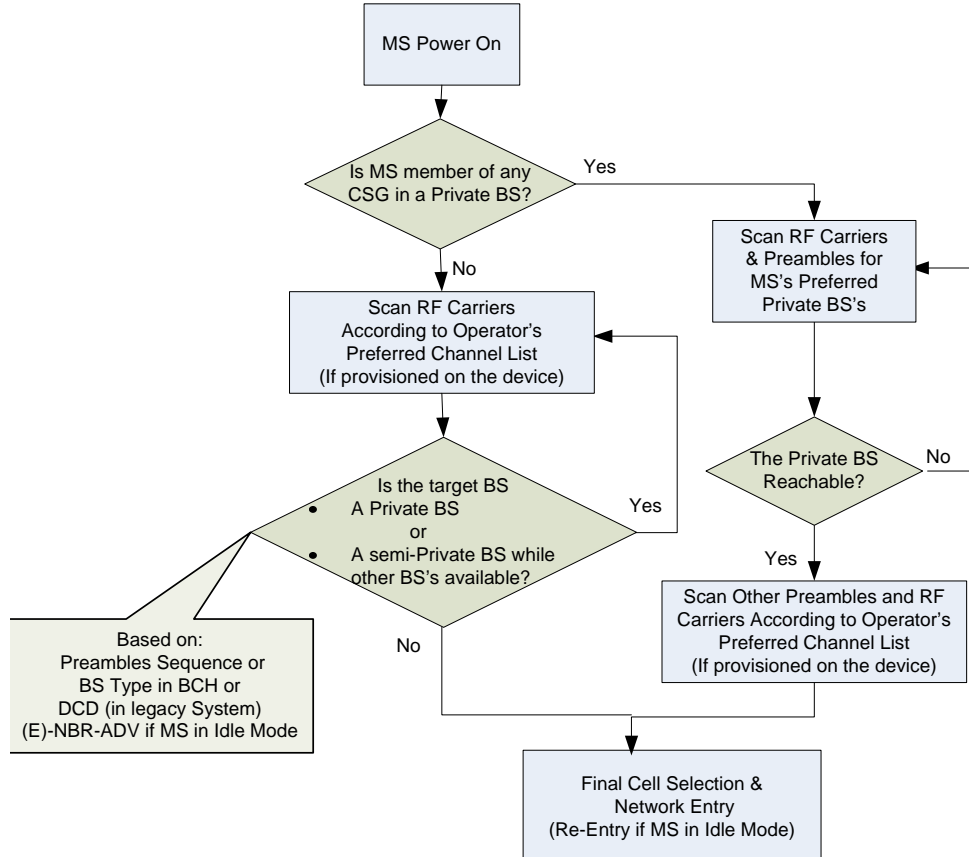 MS Power On
Is MS member of any
CSG in a Private BS?
Yes
No
Scan RF Carriers
& Preambles for
MS's Preferred
Private BS's
Scan RF Carriers
According to Operator's
Preferred Channel List
(If provisioned on the device)
The Private BS
Reachable?
No
Yes
Is the target BS
• A Private BS
or
• A semi-Private BS while
other BS's available?
Yes
No
Scan Other Preambles and RF
Carriers According to Operator's
Preferred Channel List
(If provisioned on the device)
Based on:
Preambles Sequence or
BS Type in BCH or
DCD (in legacy System)
(E)-NBR-ADV if MS in Idle Mode
Final Cell Selection &
Network Entry
(Re-Entry if MS in Idle Mode)